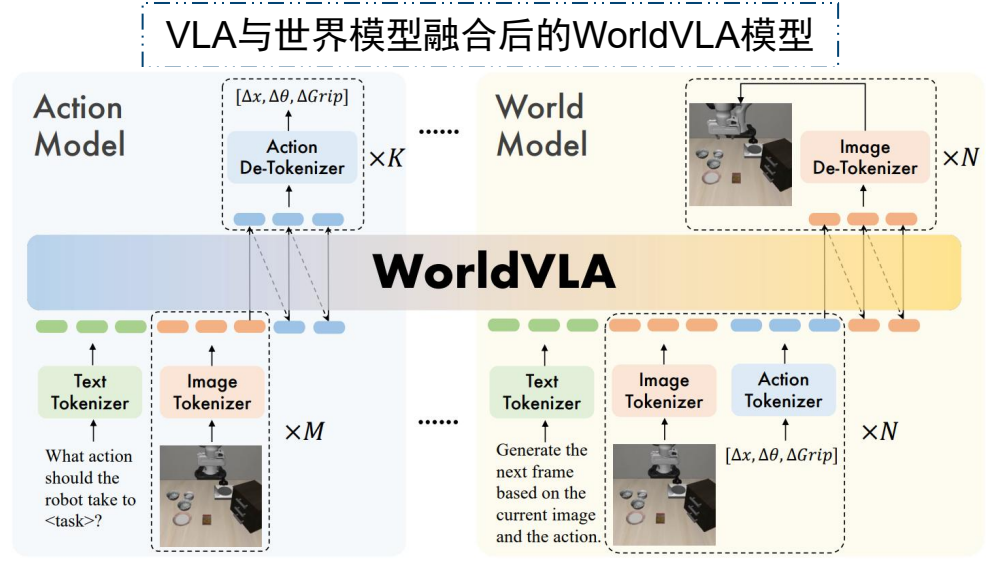 VLA与世界模型融合后的WorldVLA模型
Action
Model
[Δx, Δθ, ΔGrip]
Action
De-Tokenizer
×K
......
World
Model
Image
De-Tokenizer
×N
WorldVLA
Text
Tokenizer
Image
Tokenizer
×M
What action
should the
robot take to
<task>?
......
Text
Tokenizer
Image
Tokenizer
Action
Tokenizer
×N
Generate the
next frame
based on the
current image
and the action.
[Δx, Δθ, ΔGrip]